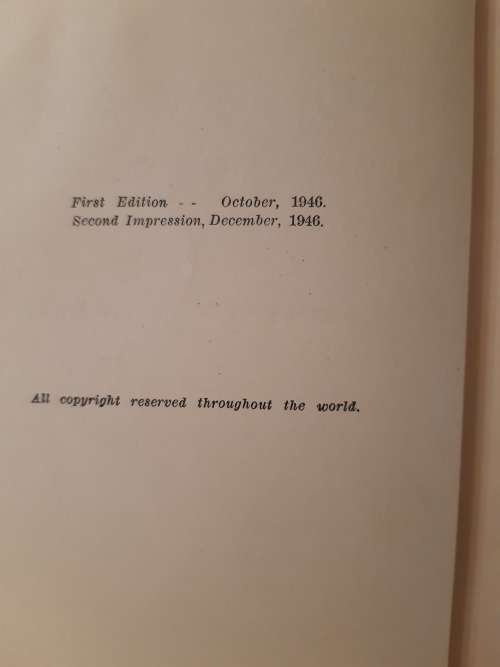 First Edition - - October, 1946.
Second Impression, December, 1946.
All copyright reserved throughout the world.